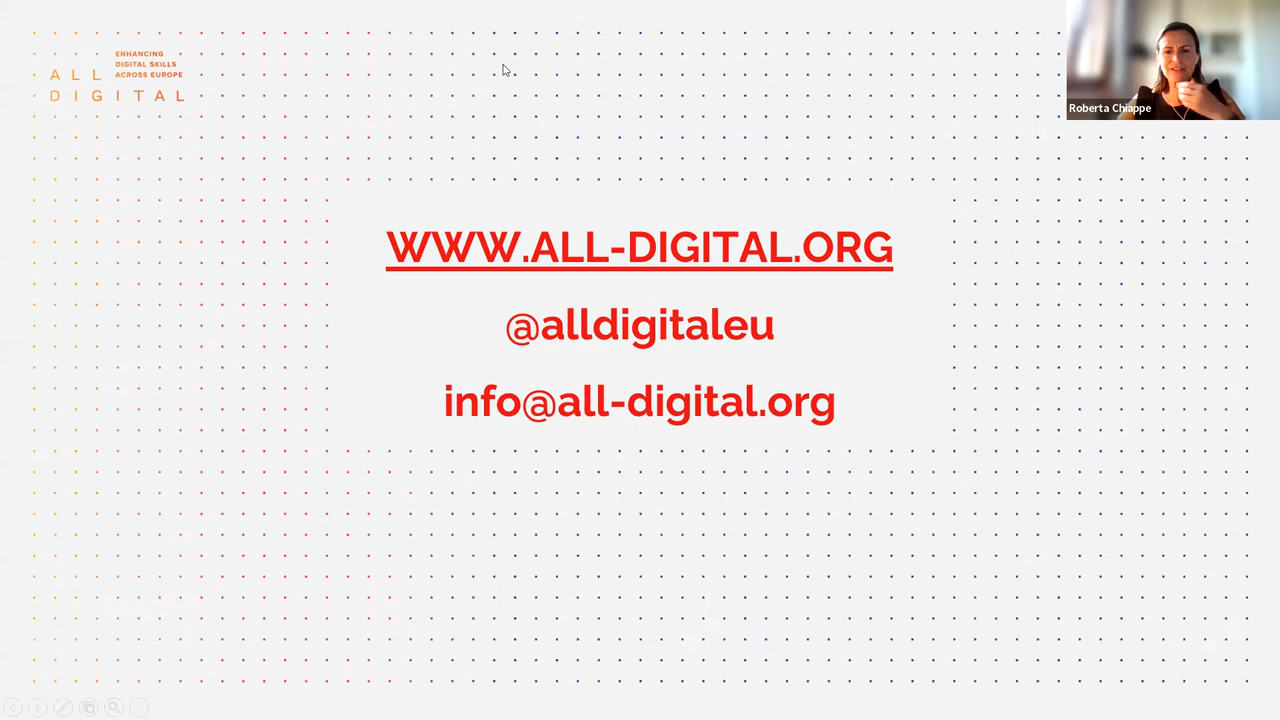 ENHANCING
DIGITAL SKILLS
ACROSS EUROPE
ALL
DIGITAL
Roberta Chiappe
WWW.ALL-DIGITAL.ORG
@alldigitaleu
info@all-digital.org